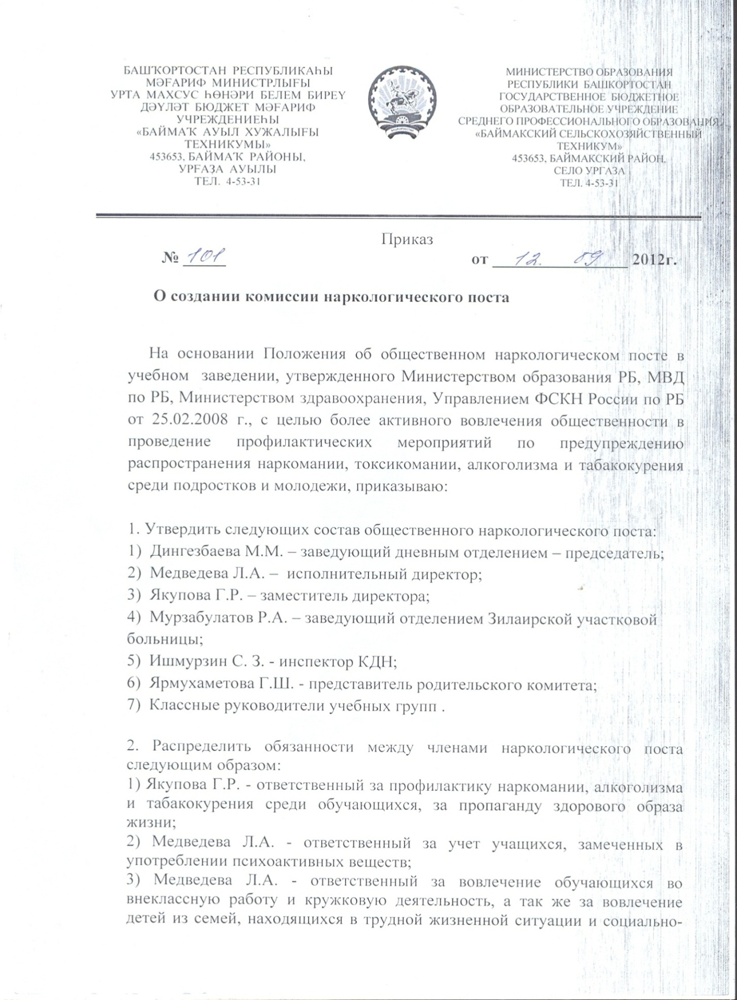 БАШҠОРТОСТАН РЕСПУБЛИКАҺЫ
МӘҒАРИФ МИНИСТРЛЫҒЫ
УРТА МАХСУС ҺӨНӘРИ БЕЛЕМ БИРЕҮ
ДӘҮЛӘТ БЮДЖЕТ МӘҒАРИФ
УЧРЕЖДЕНИЕҺЫ
«БАЙМАҠ АУЫЛ ХУЖАЛЫҒЫ
ТЕХНИКУМЫ»
453653, БАЙМАҠ РАЙОНЫ,
УРҒАҘА АУЫЛЫ
ТЕЛ. 4-53-31
БАШКОРТОСТАН
МИНИСТЕРСТВО ОБРАЗОВАНИЯ
РЕСПУБЛИКИ БАШКОРТОСТАН
ГОСУДАРСТВЕННОЕ БЮДЖЕТНОЕ
ОБРАЗОВАТЕЛЬНОЕ УЧРЕЖДЕНИЕ
СРЕДНЕГО ПРОФЕССИОНАЛЬНОГО ОБРАЗОВАНИЯ
«БАЙМАКСКИЙ СЕЛЬСКОХОЗЯЙСТВЕННЫЙ
ТЕХНИКУМ»
453653, БАЙМАКСКИЙ РАЙОН,
СЕЛО УРГАЗА
ТЕЛ. 4-53-31
Приказ
№ 101 от 12. 09 2012г.
О создании комиссии наркологического поста
На основании Положения об общественном наркологическом посте в
учебном заведении, утвержденного Министерством образования РБ, МВД
по РБ, Министерством здравоохранения, Управлением ФСКН России по РБ
от 25.02.2008 г., с целью более активного вовлечения общественности в
проведение профилактических мероприятий по предупреждению
распространения наркомании, токсикомании, алкоголизма и табакокурения
среди подростков и молодежи, приказываю:
1. Утвердить следующих состав общественного наркологического поста:
1) Дингезбаева М.М. – заведующий дневным отделением – председатель;
2) Медведева Л.А. – исполнительный директор;
3) Якупова Г.Р. – заместитель директора;
4) Мурзабулатов Р.А. – заведующий отделением Зилаирской участковой
больницы;
5) Ишмурзин С. З. - инспектор КДН;
6) Ярмухаметова Г.Ш. - представитель родительского комитета;
7) Классные руководители учебных групп .
2. Распределить обязанности между членами наркологического поста
следующим образом:
1) Якупова Г.Р. - ответственный за профилактику наркомании, алкоголизма
и табакокурения среди обучающихся, за пропаганду здорового образа
жизни;
2) Медведева Л.А. - ответственный за учет учащихся, замеченных в
употреблении психоактивных веществ;
3) Медведева Л.А. - ответственный за вовлечение обучающихся во
внеклассную работу и кружковую деятельность, а так же за вовлечение
детей из семей, находящихся в трудной жизненной ситуации и социально-